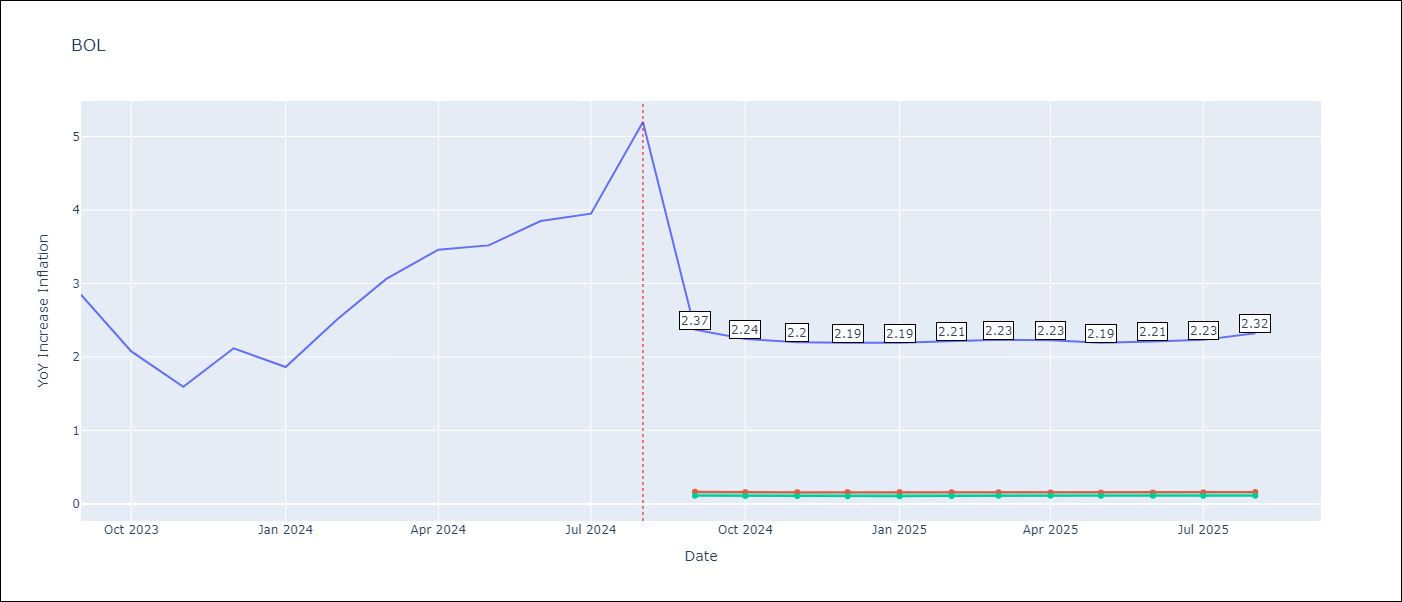 BOL
YoY Increase Inflation
5
4
3
2
1
0
2.37
2.24
2.2
2.19
2.19
2.21
2.23
2.23
2.19
2.21
2.23
2.32
Oct 2023
Jan 2024
Apr 2024
Jul 2024
Oct 2024
Jan 2025
Apr 2025
Jul 2025
Date